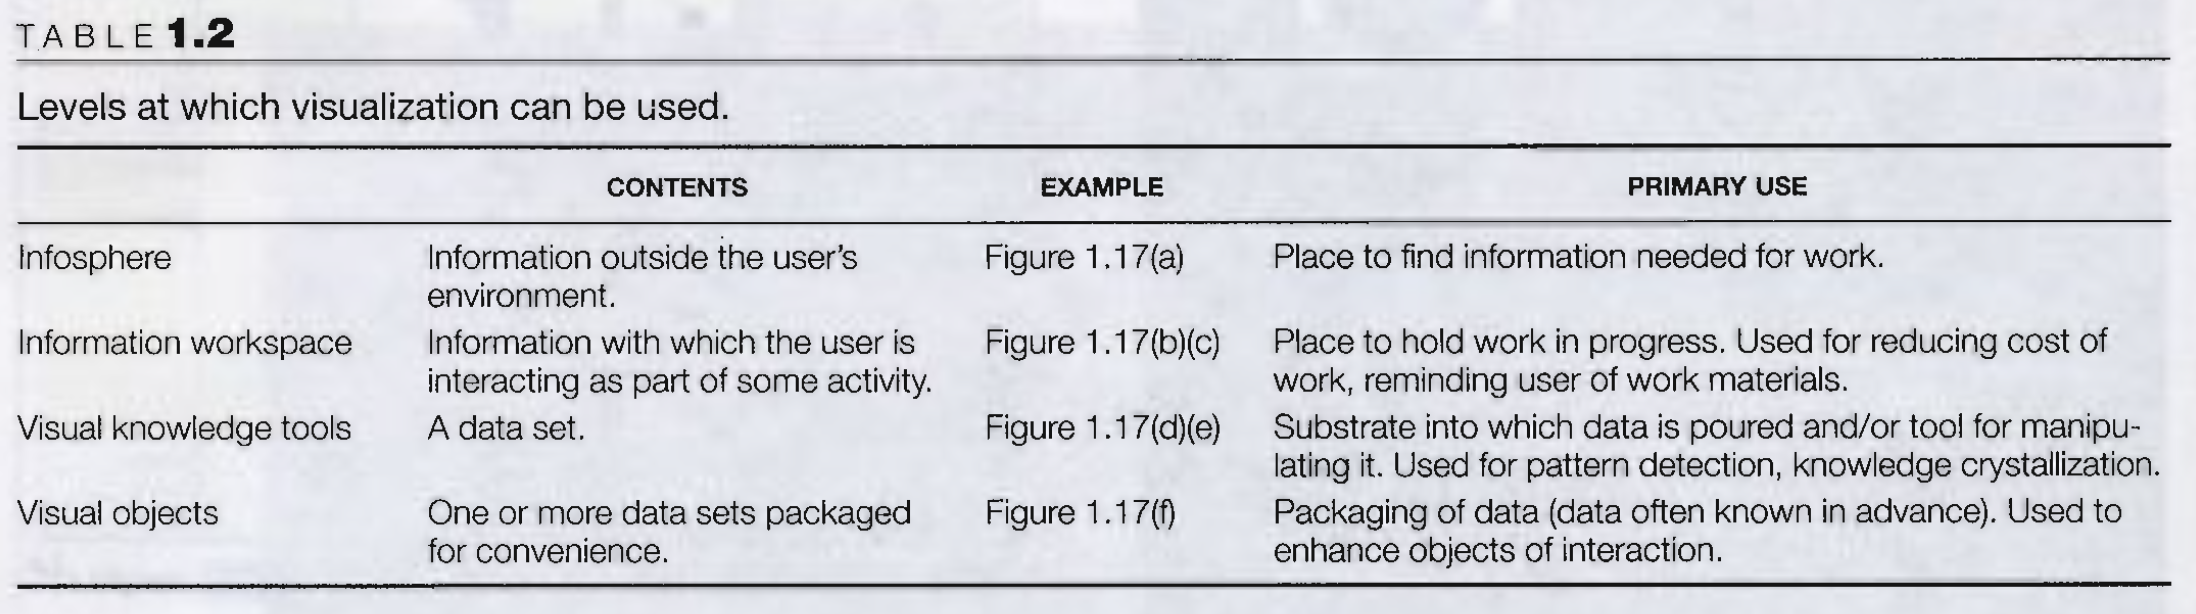 TABLE 1.2
Levels at which visualization can be used.
CONTENTS EXAMPLE PRIMARY USE
Infosphere Information outside the user's Figure 1.17(a) Place to find information needed for work.
environment.
Information workspace Information with which the user is Figure 1.17(b)(c) Place to hold work in progress. Used for reducing cost of
interacting as part of some activity. work, reminding user of work materials.
Visual knowledge tools A data set. Figure 1.17(d)(e) Substrate into which data is poured and/or tool for manipu-
lating it. Used for pattern detection, knowledge crystallization.
Visual objects One or more data sets packaged Figure 1.17(f) Packaging of data (data often known in advance). Used to
for convenience. enhance objects of interaction.